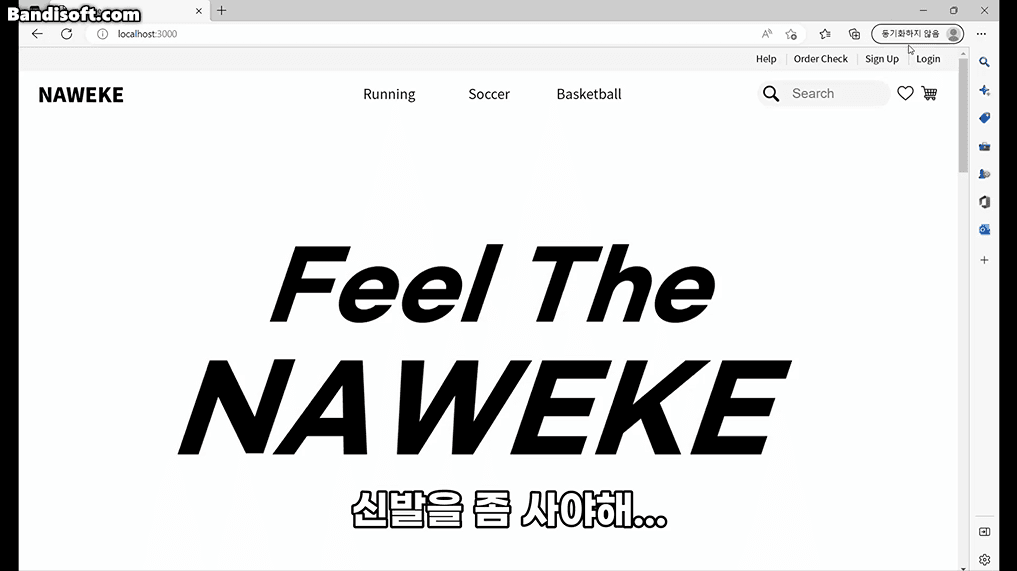 Bandisoft.com
localhost:3000
동기화하지 않음
Help
Order Check
Sign Up
Login
NAWEKE
Running
Soccer
Basketball
Search
Feel The
NAWEKE
신발을 좀 사야해...